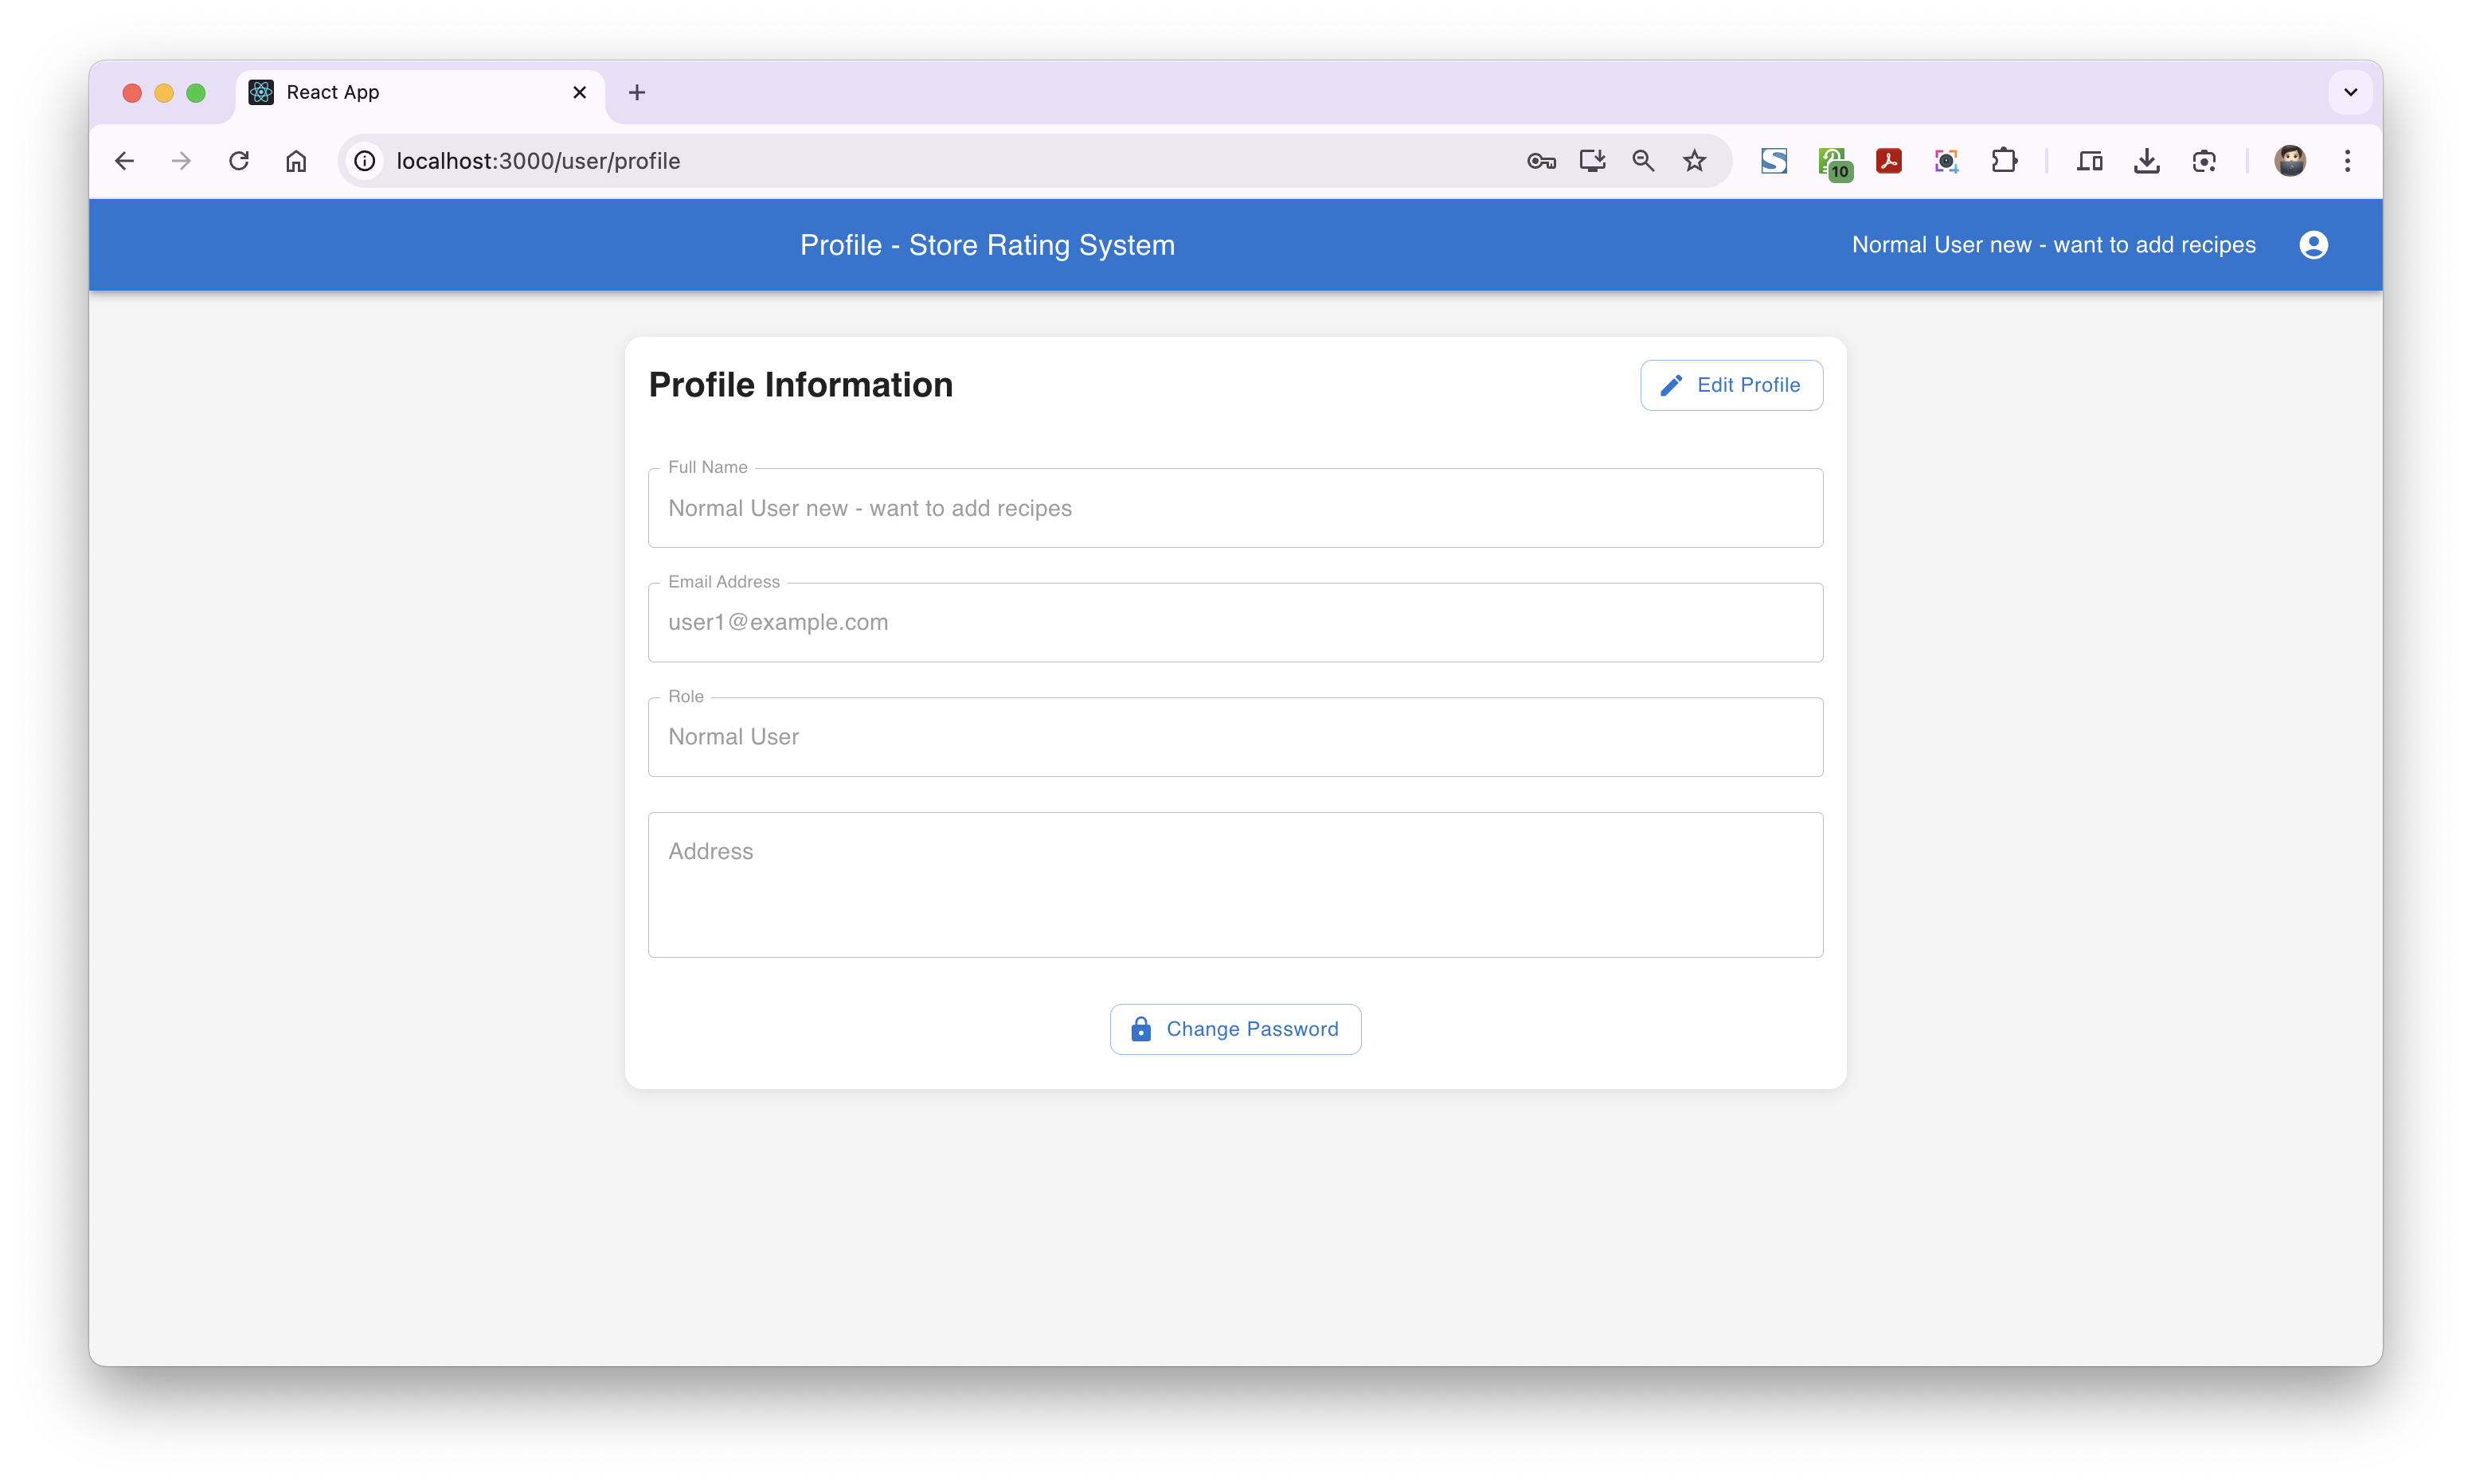 React App
localhost:3000/user/profile
10
Profile - Store Rating System
Normal User new - want to add recipes
Profile Information
Edit Profile
Full Name
Normal User new - want to add recipes
Email Address
user1@example.com
Role
Normal User
Address
Change Password